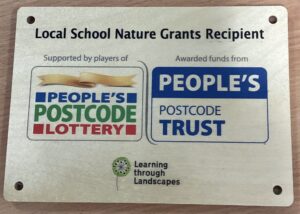 Local School Nature Grants Recipient
Supported by players of
PEOPLE'S
POSTCODE
LOTTERY
Awarded funds from
PEOPLE'S
POSTCODE
TRUST
Learning
through
Landscapes